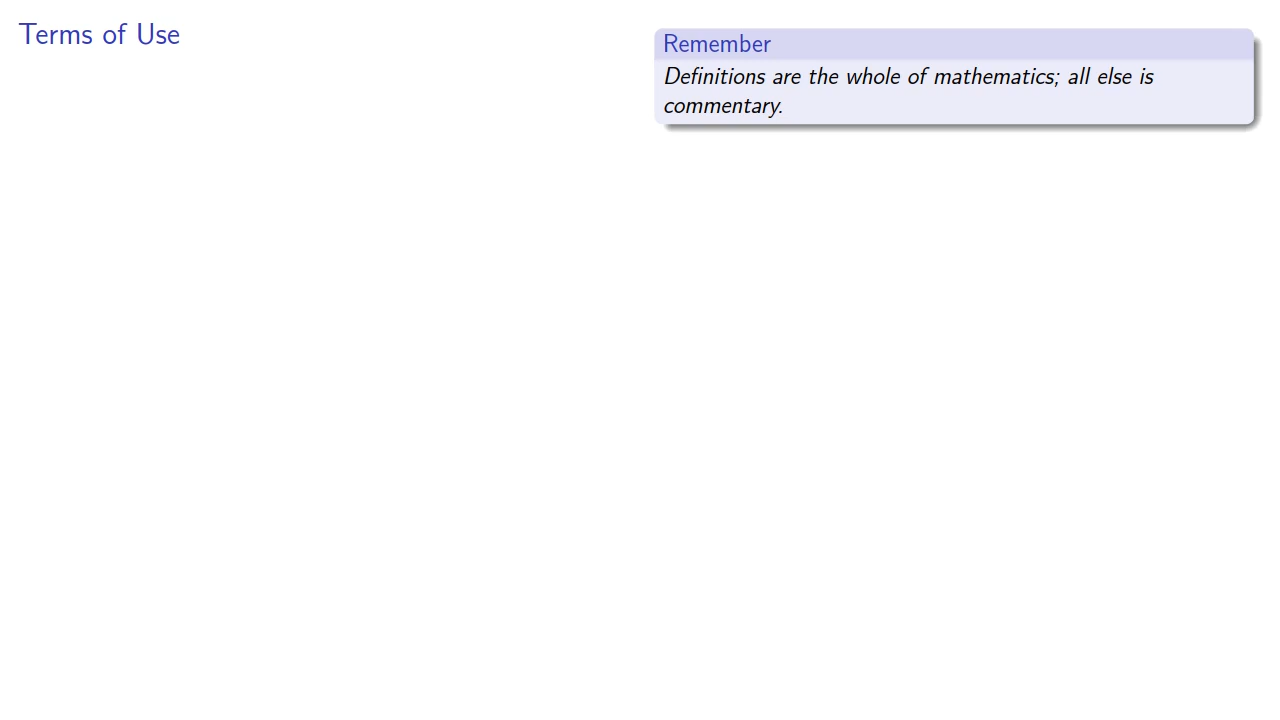 Terms of Use
Remember
Definitions are the whole of mathematics; all else is
commentary.